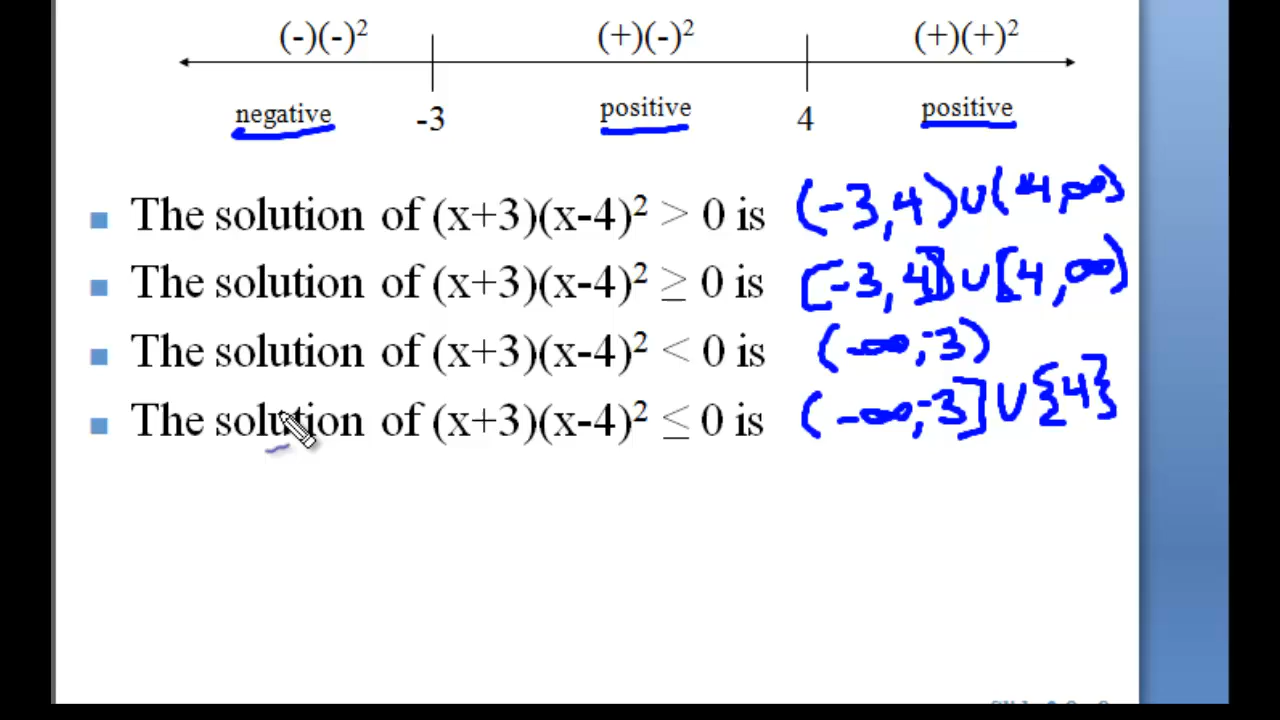 (-)(-)² (+)(-)² (+)(+)²
negative -3 positive 4 positive
■ The solution of (x+3)(x-4)² > 0 is (-3,4)∪(4,∞)
■ The solution of (x+3)(x-4)² ≥ 0 is [-3,4]∪[4,∞)
■ The solution of (x+3)(x-4)² < 0 is (-∞,-3)
■ The solution of (x+3)(x-4)² ≤ 0 is (-∞,-3]∪{4}